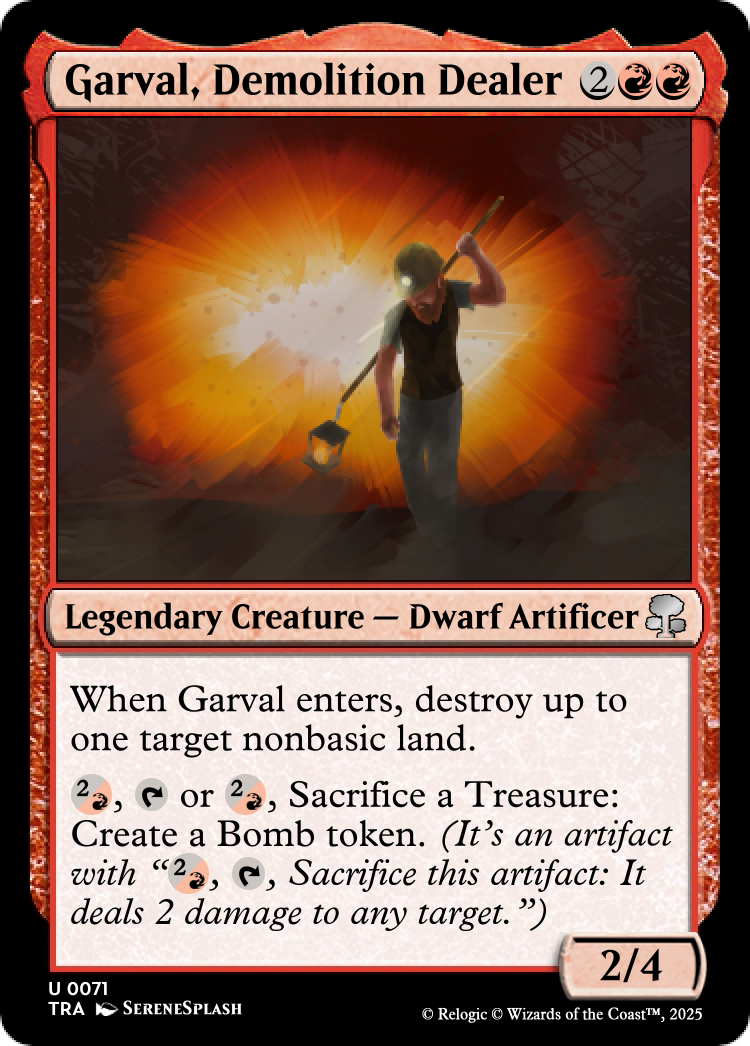 Garval, Demolition Dealer 2
Legendary Creature — Dwarf Artificer
When Garval enters, destroy up to
one target nonbasic land.
2, or 2, Sacrifice a Treasure:
Create a Bomb token. (It's an artifact
with “2, , Sacrifice this artifact: It
deals 2 damage to any target.”)
2/4
U 0071
TRA SereneSplash
© Relogic © Wizards of the Coast™, 2025